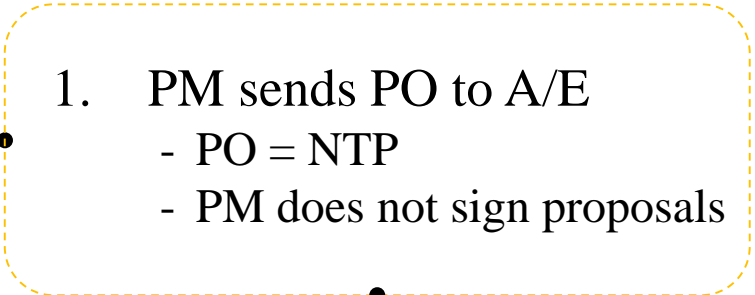 1. PM sends PO to A/E
- PO = NTP
- PM does not sign proposals